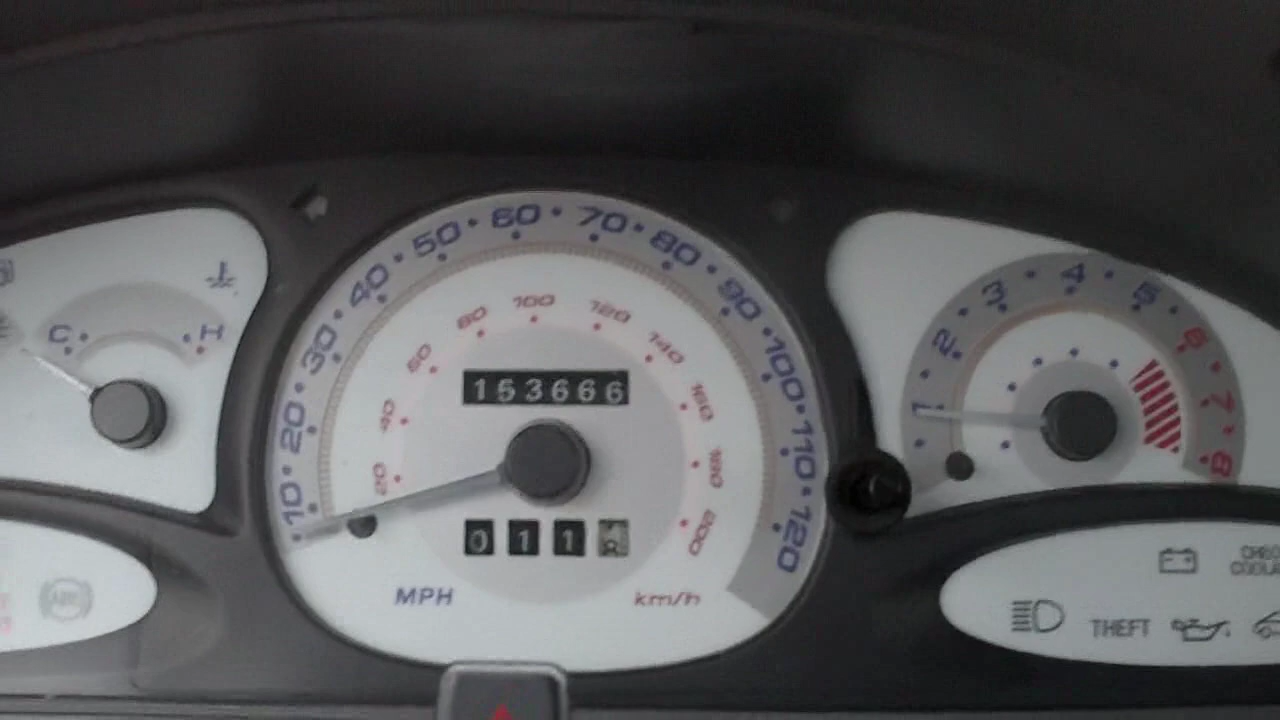 C H
10 20 30 40 50 60 70 80 90 100 110 120
20 40 60 80 100 120 140 160 180 200
153666
011
MPH km/h
1 2 3 4 5 6 7 8
ABS
THEFT